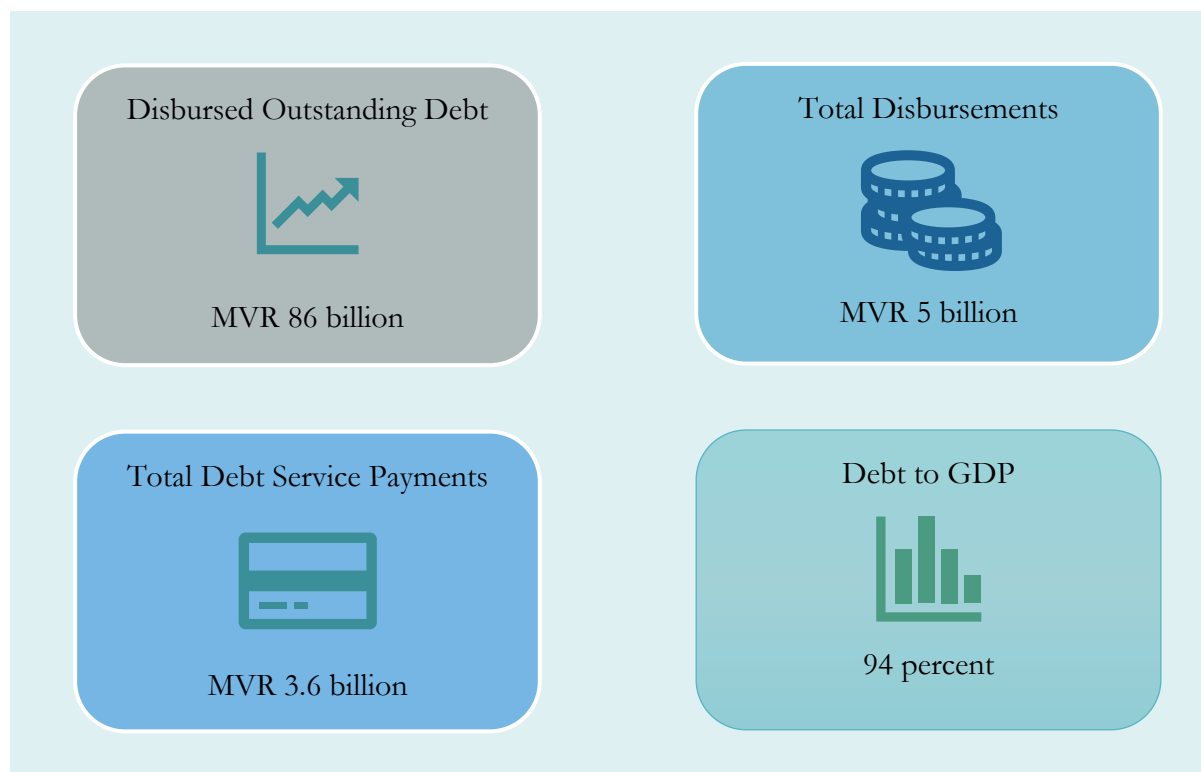 Disbursed Outstanding Debt
MVR 86 billion
Total Disbursements
MVR 5 billion
Total Debt Service Payments
MVR 3.6 billion
Debt to GDP
94 percent